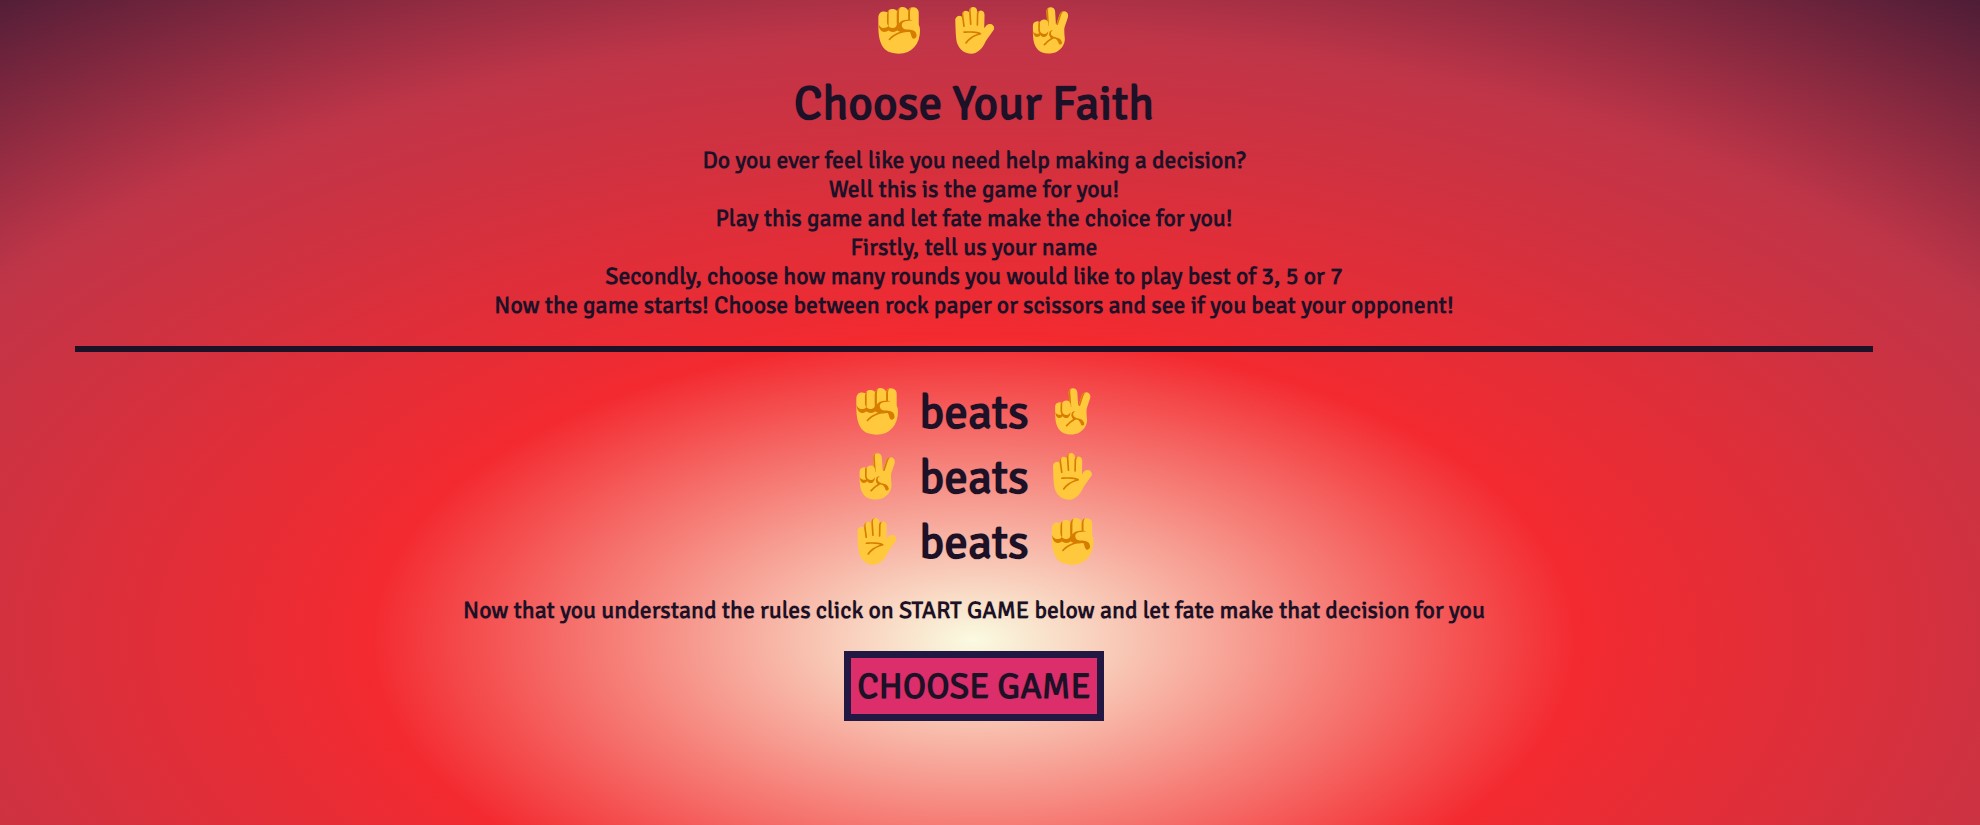 Choose Your Faith
Do you ever feel like you need help making a decision?
Well this is the game for you!
Play this game and let fate make the choice for you!
Firstly, tell us your name
Secondly, choose how many rounds you would like to play best of 3, 5 or 7
Now the game starts! Choose between rock paper or scissors and see if you beat your opponent!
beats
beats
beats
Now that you understand the rules click on START GAME below and let fate make that decision for you
CHOOSE GAME